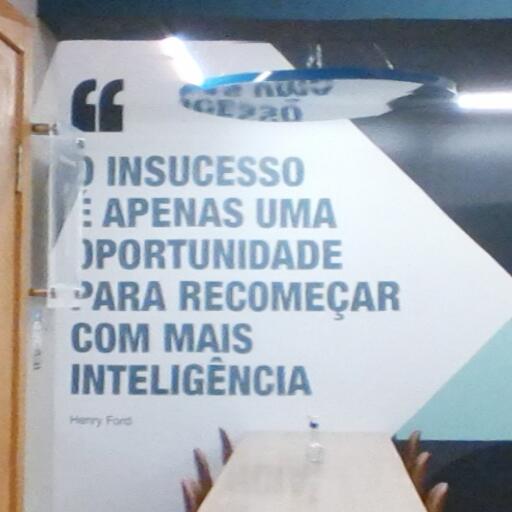 O INSUCESSO
É APENAS UMA
OPORTUNIDADE
PARA RECOMEÇAR
COM MAIS
INTELIGÊNCIA
Henry Ford